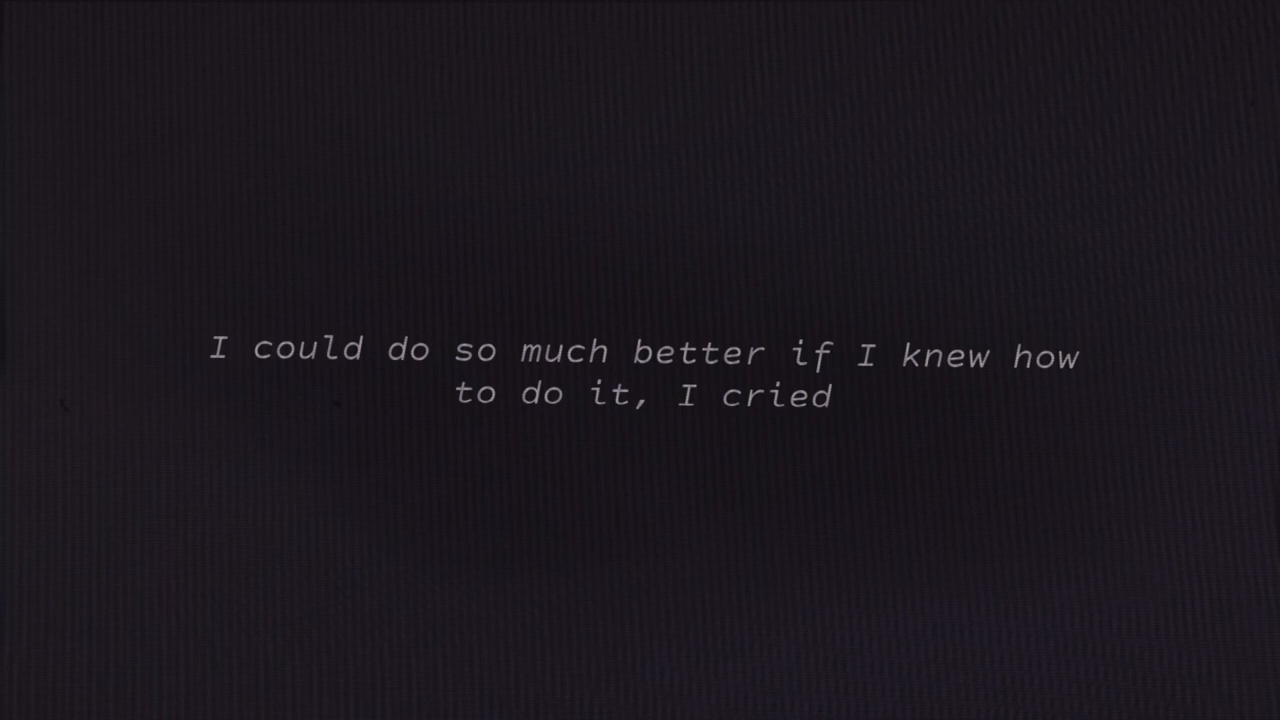 I could do so much better if I knew how
to do it, I cried